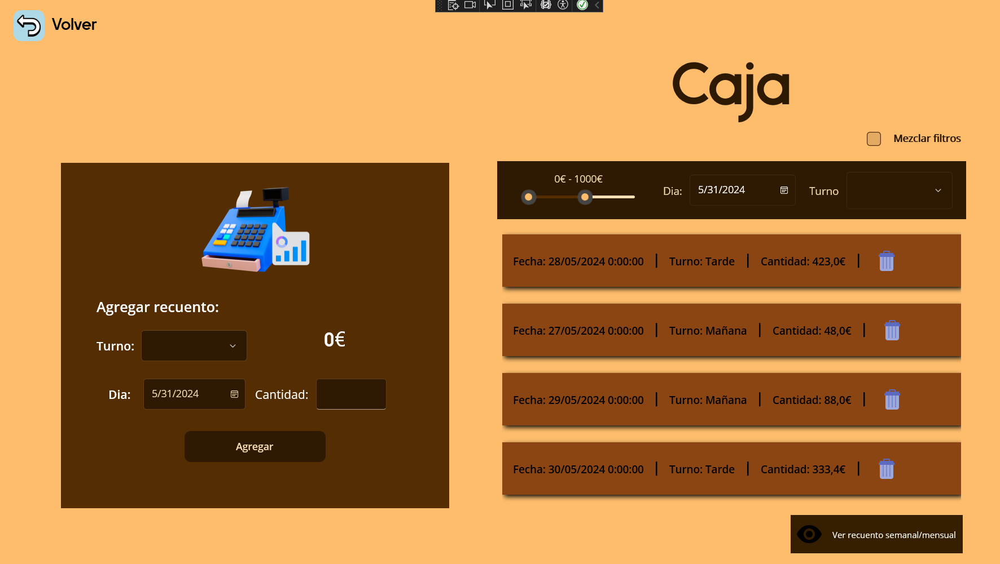 Volver
Caja
Mezclar filtros
0€ - 1000€
Dia:
5/31/2024
Turno
Agregar recuento:
Turno:
0€
Dia:
5/31/2024
Cantidad:
Agregar
Fecha: 28/05/2024 0:00:00 | Turno: Tarde | Cantidad: 423,0€ |
Fecha: 27/05/2024 0:00:00 | Turno: Mañana | Cantidad: 48,0€ |
Fecha: 29/05/2024 0:00:00 | Turno: Mañana | Cantidad: 88,0€ |
Fecha: 30/05/2024 0:00:00 | Turno: Tarde | Cantidad: 333,4€ |
Ver recuento semanal/mensual